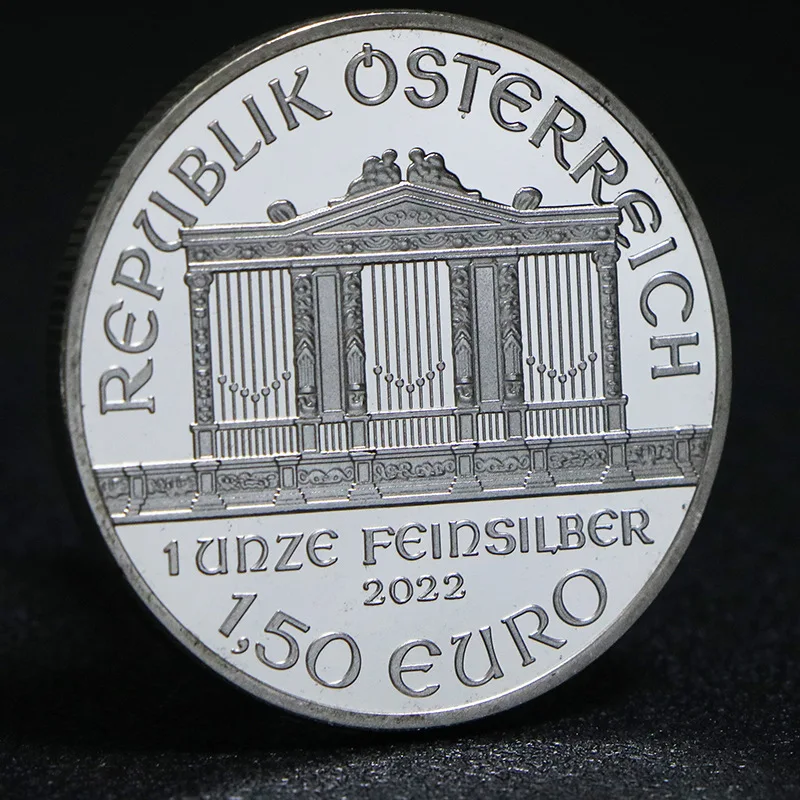 REPUBLIK ÖSTERREICH
1 UNZE FEINSILBER
2022
1,50 EURO